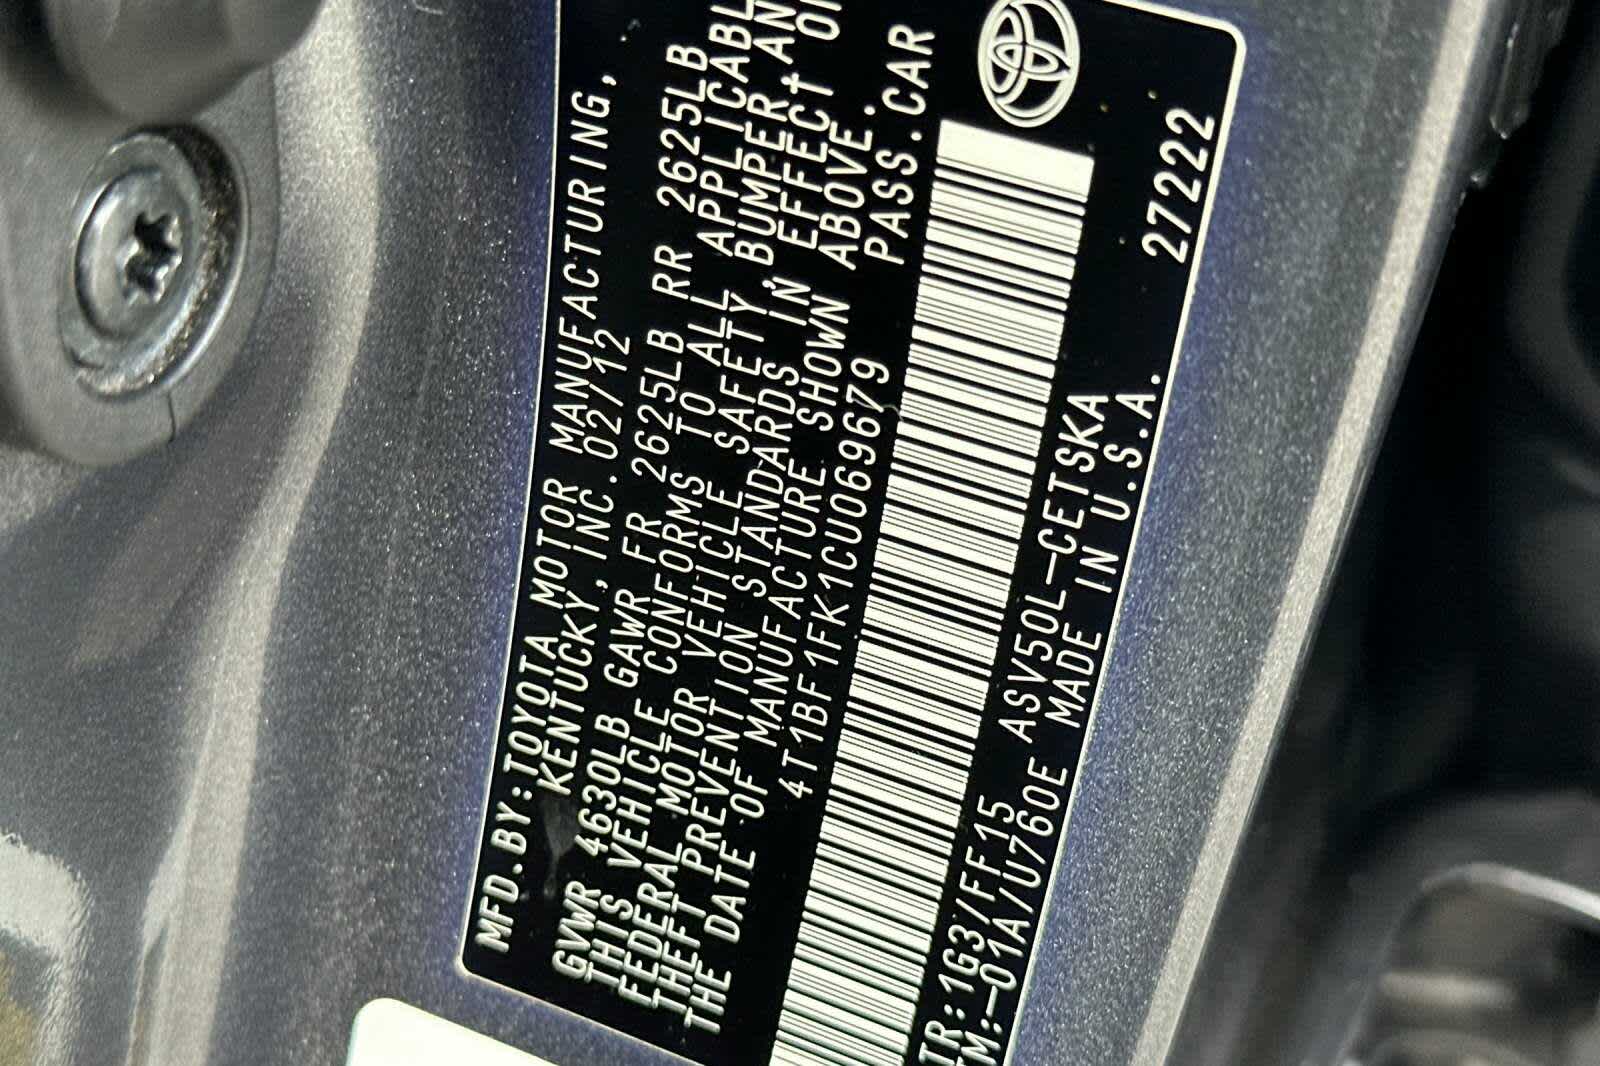 MFD.BY:TOYOTA MOTOR MANUFACTURING,
KENTUCKY,INC.02/12
GVWR 4630LB GAWR FR 2625LB RR 2625LB
THIS VEHICLE CONFORMS TO ALL APPLICABL
FEDERAL MOTOR VEHICLE SAFETY,BUMPER,AN
THEFT PREVENTION STANDARDS IN EFFECT O
THE DATE OF MANUFACTURE SHOWN ABOVE.
4T1BF1FK1CU069679 PASS.CAR
TR:1G3/FF15 ASV50L-CETSKA
TM:-01A/U760E MADE IN U.S.A.
27222